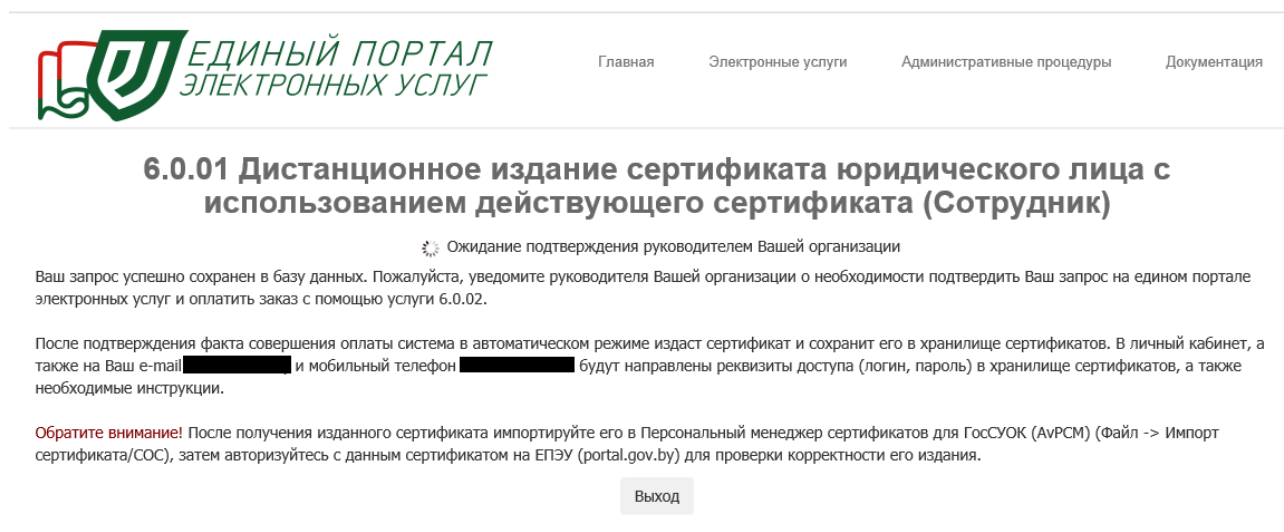 ЕДИНЫЙ ПОРТАЛ
ЭЛЕКТРОННЫХ УСЛУГ
Главная
Электронные услуги
Административные процедуры
Документация
6.0.01 Дистанционное издание сертификата юридического лица с
использованием действующего сертификата (Сотрудник)
Ожидание подтверждения руководителем Вашей организации
Ваш запрос успешно сохранен в базу данных. Пожалуйста, уведомите руководителя Вашей организации о необходимости подтвердить Ваш запрос на едином портале
электронных услуг и оплатить заказ с помощью услуги 6.0.02.
После подтверждения факта совершения оплаты система в автоматическом режиме издаст сертификат и сохранит его в хранилище сертификатов. В личный кабинет, а
также на Ваш e-mail и мобильный телефон будут направлены реквизиты доступа (логин, пароль) в хранилище сертификатов, а также
необходимые инструкции.
Обратите внимание! После получения изданного сертификата импортируйте его в Персональный менеджер сертификатов для ГосСУОК (AvPCM) (Файл -> Импорт
сертификата/СОС), затем авторизуйтесь с данным сертификатом на ЕПЭУ (portal.gov.by) для проверки корректности его издания.
Выход